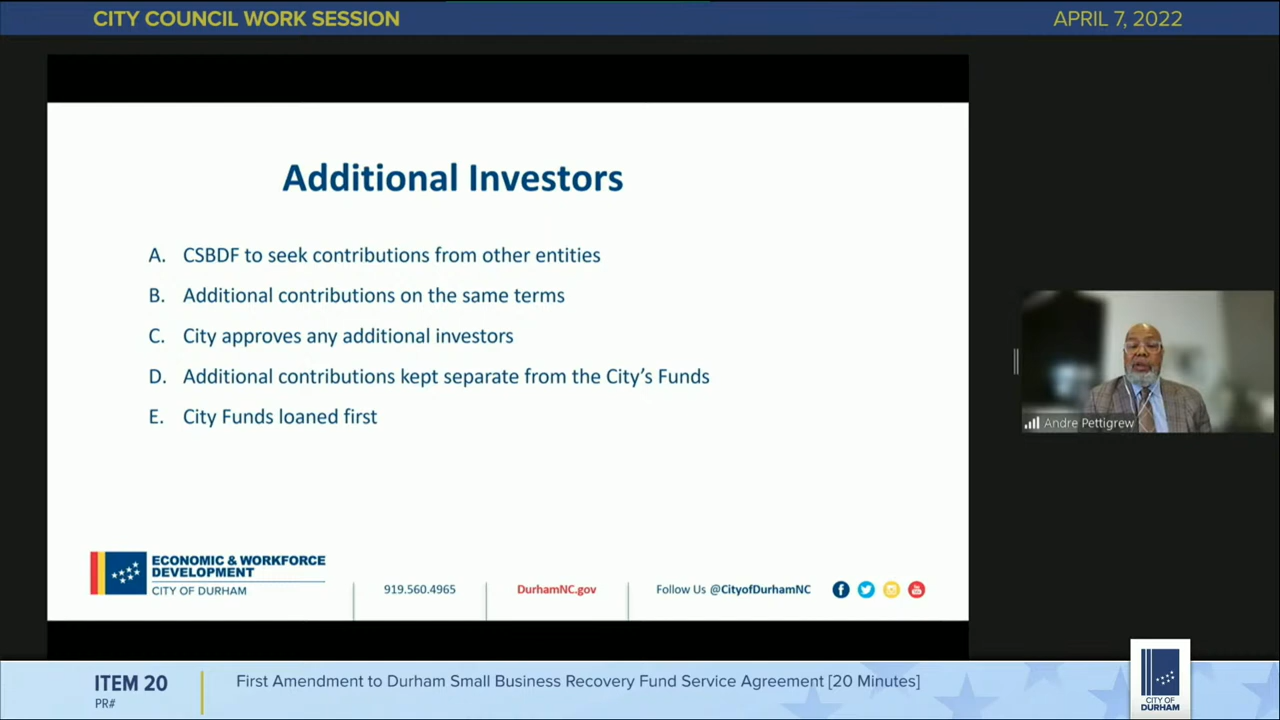 CITY COUNCIL WORK SESSION
APRIL 7, 2022
Additional Investors
A. CSBDF to seek contributions from other entities
B. Additional contributions on the same terms
C. City approves any additional investors
D. Additional contributions kept separate from the City's Funds
E. City Funds loaned first
Andre Pettigrew
ECONOMIC & WORKFORCE
DEVELOPMENT
CITY OF DURHAM
919.560.4965
DurhamNC.gov
Follow Us @CityofDurhamNC
ITEM 20
PR#
First Amendment to Durham Small Business Recovery Fund Service Agreement [20 Minutes]
CITY OF
DURHAM